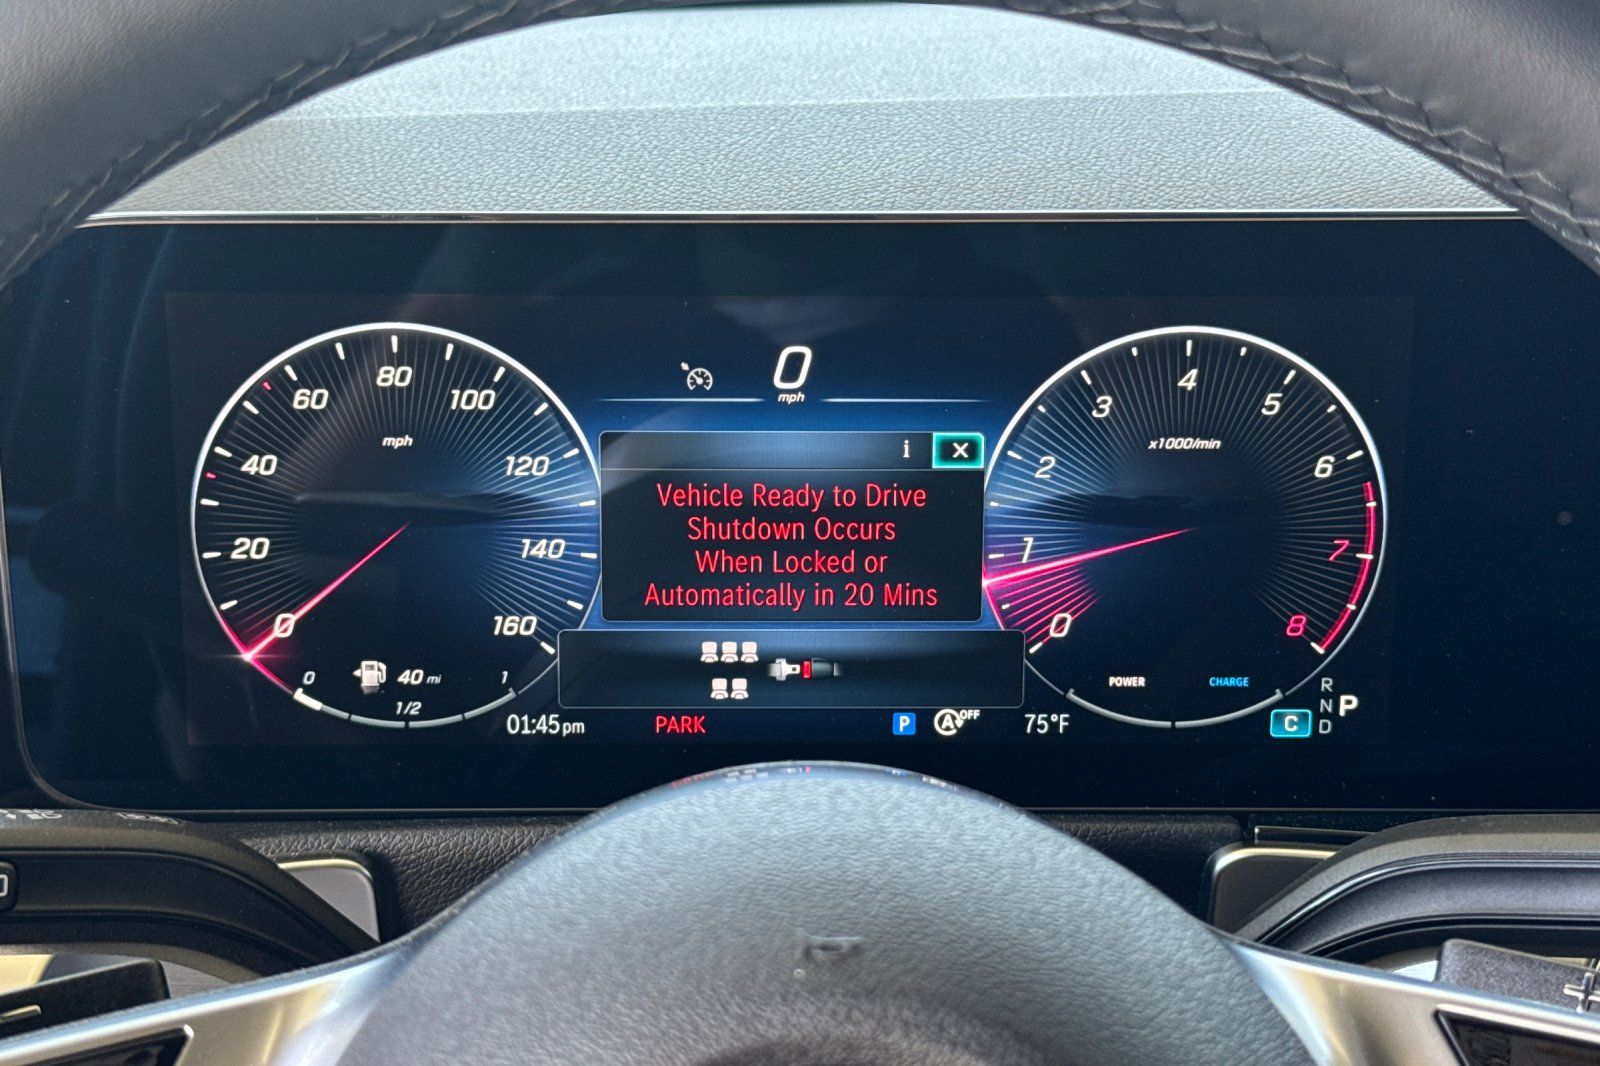 0
mph
i
Vehicle Ready to Drive
Shutdown Occurs
When Locked or
Automatically in 20 Mins
0
20
40
60
80
100
120
140
160
mph
0
1/2
1
40 mi
0
1
2
3
4
5
6
7
8
x1000/min
POWER
CHARGE
01:45pm
PARK
P
A OFF
75°F
C
R
N
D
P